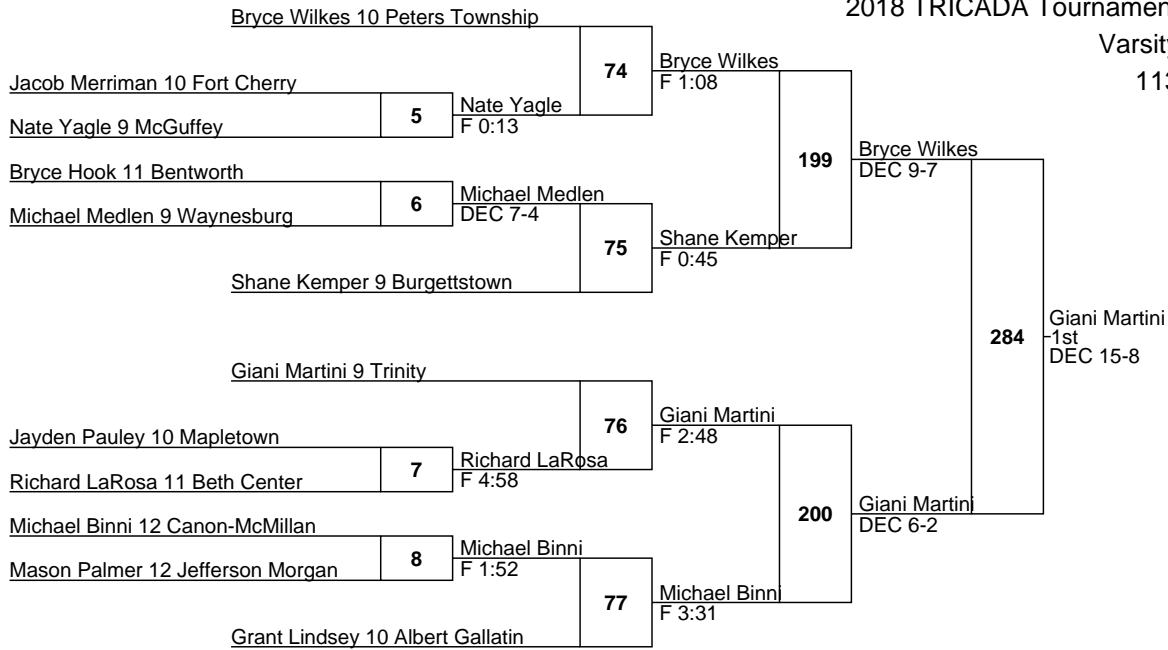 2018 TRICADA Tournamen
Varsity
113
Bryce Wilkes 10 Peters Township
74
Bryce Wilkes
F 1:08
Jacob Merriman 10 Fort Cherry
5
Nate Yagle
F 0:13
Nate Yagle 9 McGuffey
199
Bryce Wilkes
DEC 9-7
Bryce Hook 11 Bentworth
6
Michael Medlen
DEC 7-4
Michael Medlen 9 Waynesburg
75
Shane Kemper
F 0:45
Shane Kemper 9 Burgettstown
284
Giani Martini
1st
DEC 15-8
Giani Martini 9 Trinity
76
Giani Martini
F 2:48
Jayden Pauley 10 Mapletown
7
Richard LaRosa
F 4:58
Richard LaRosa 11 Beth Center
200
Giani Martini
DEC 6-2
Michael Binni 12 Canon-McMillan
8
Michael Binni
F 1:52
Mason Palmer 12 Jefferson Morgan
77
Michael Binni
F 3:31
Grant Lindsey 10 Albert Gallatin